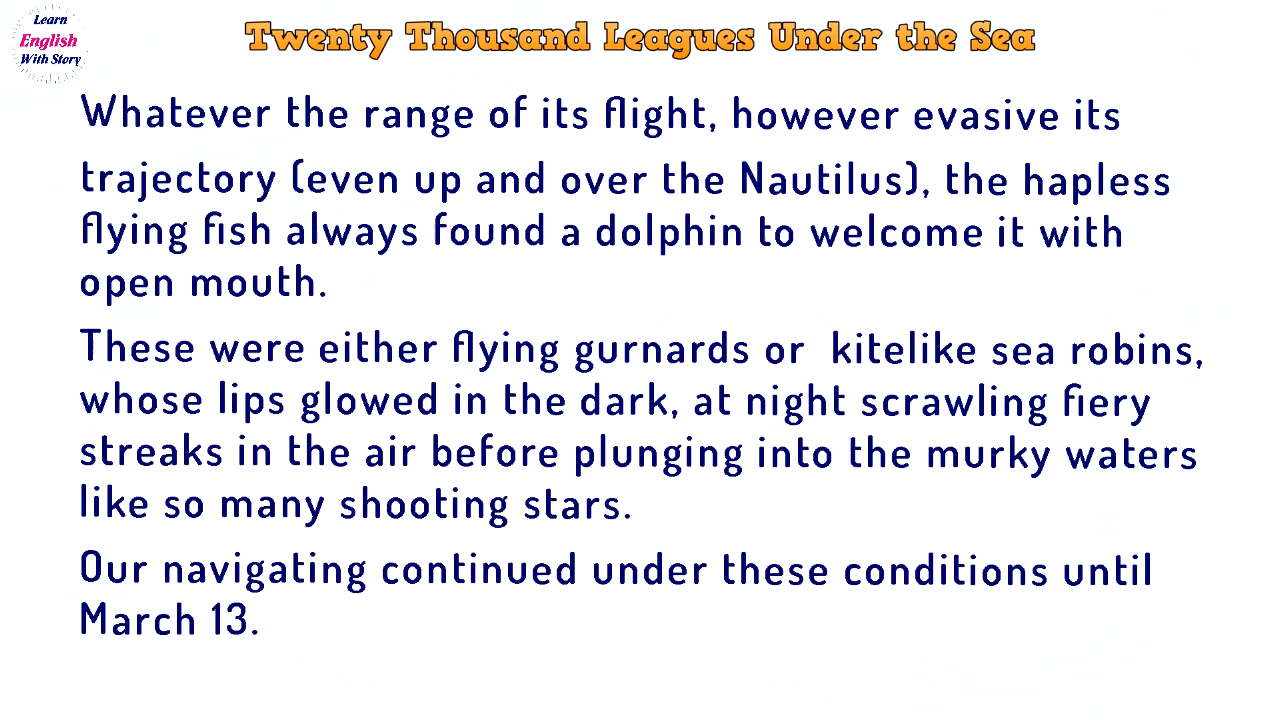 Learn
English
With Story
Twenty Thousand Leagues Under the Sea
Whatever the range of its flight, however evasive its
trajectory (even up and over the Nautilus), the hapless
flying fish always found a dolphin to welcome it with
open mouth.
These were either flying gurnards or kitelike sea robins,
whose lips glowed in the dark, at night scrawling fiery
streaks in the air before plunging into the murky waters
like so many shooting stars.
Our navigating continued under these conditions until
March 13.